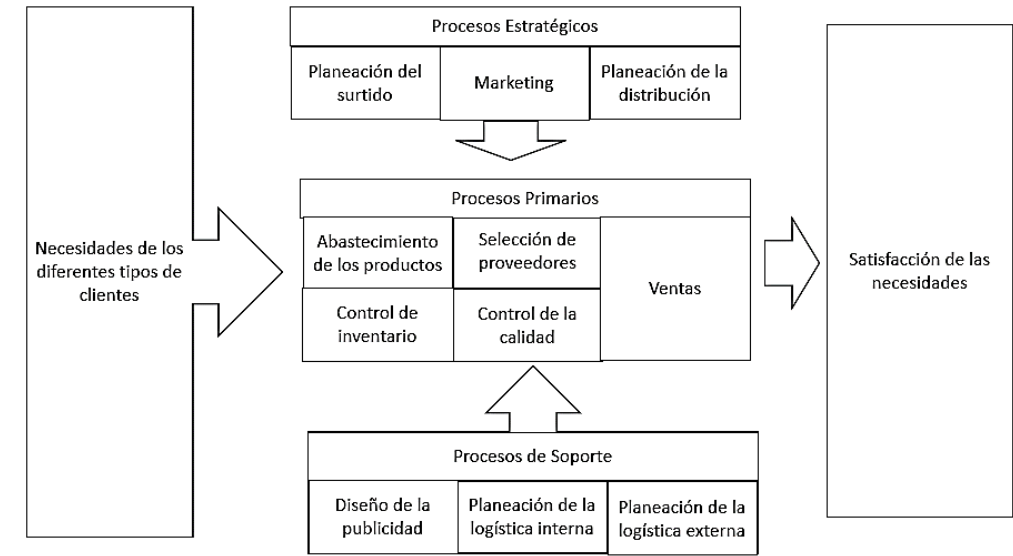 Procesos Estratégicos
Planeación del
surtido
Marketing
Planeación de la
distribución
Necesidades de los
diferentes tipos de
clientes
Procesos Primarios
Abastecimiento
de los productos
Selección de
proveedores
Control de
inventario
Control de la
calidad
Ventas
Satisfacción de las
necesidades
Procesos de Soporte
Diseño de la
publicidad
Planeación de la
logística interna
Planeación de la
logística externa